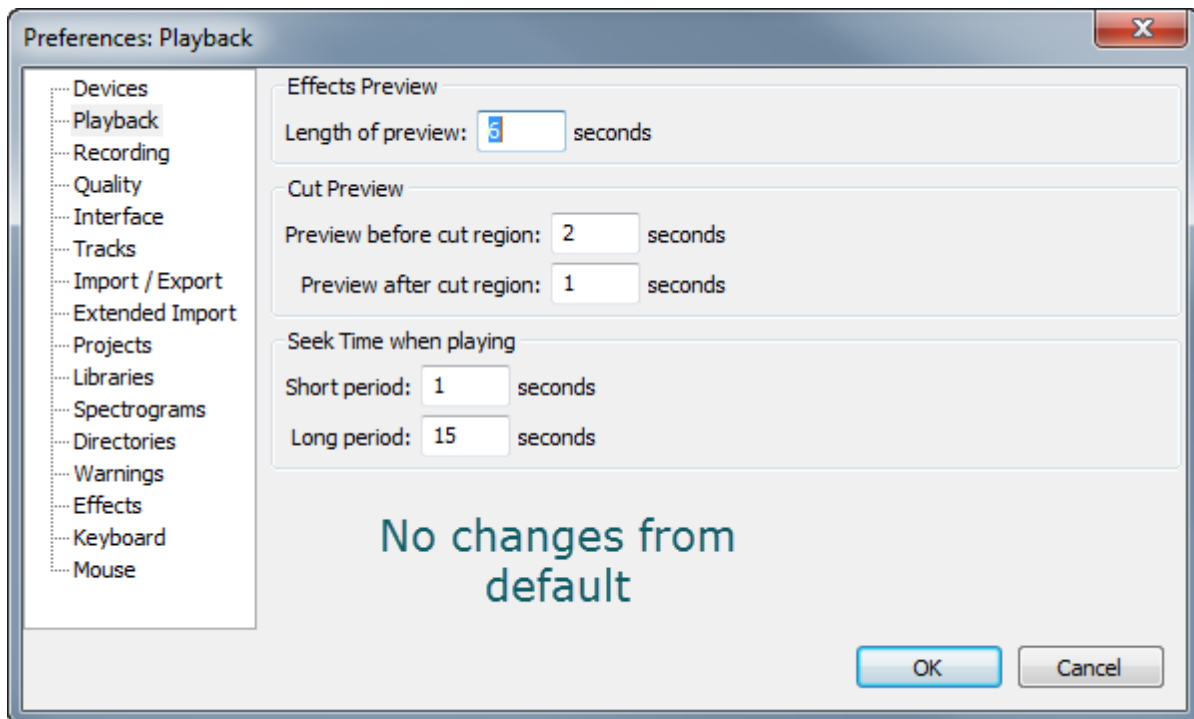 Preferences: Playback
Devices
Playback
Recording
Quality
Interface
Tracks
Import / Export
Extended Import
Projects
Libraries
Spectrograms
Directories
Warnings
Effects
Keyboard
Mouse
Effects Preview
Length of preview: 6 seconds
Cut Preview
Preview before cut region: 2 seconds
Preview after cut region: 1 seconds
Seek Time when playing
Short period: 1 seconds
Long period: 15 seconds
No changes from
default
OK Cancel